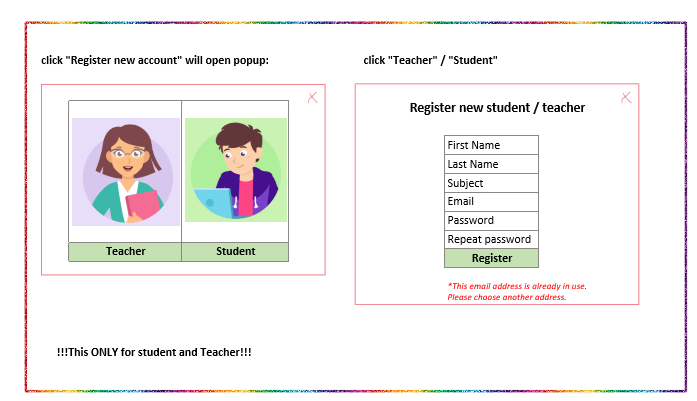 click "Register new account" will open popup:
click "Teacher" / "Student"
Teacher
Student
Register new student / teacher
First Name
Last Name
Subject
Email
Password
Repeat password
Register
*This email address is already in use.
Please choose another address.
!!!This ONLY for student and Teacher!!!